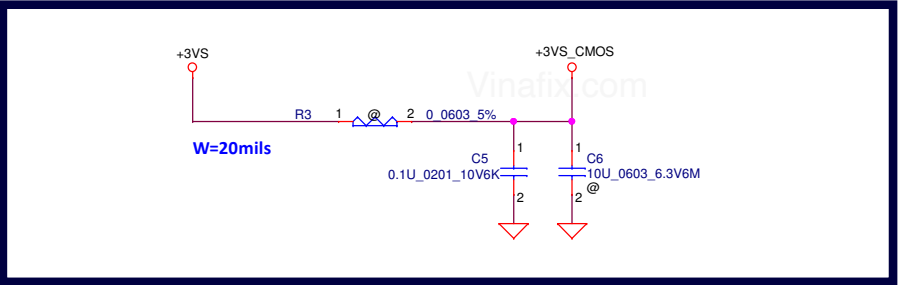 +3VS
+3VS_CMOS
Vinafix.com
R3 1 @ 2 0_0603_5%
W=20mils
1 1
C5 C6
0.1U_0201_10V6K 10U_0603_6.3V6M
@
2 2